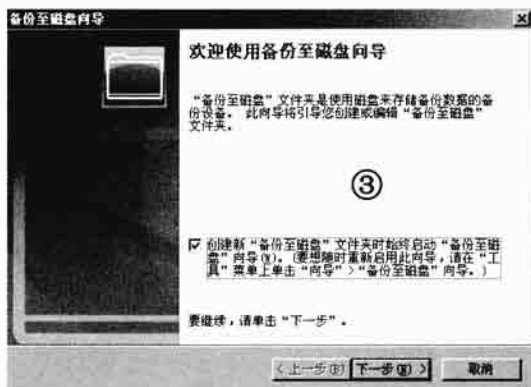 备份至磁盘向导
欢迎使用备份至磁盘向导
“备份至磁盘”文件夹是使用磁盘来存储备份数据的备
份设备。 此向导将引导您创建或编辑“备份至磁盘”
文件夹。
③
创建新“备份至磁盘”文件夹时始终启动“备份至磁
盘”向导(W)。(要想随时重新启用此向导,请在“工
具”菜单上单击“向导”>“备份至磁盘”向导。)
要继续,请单击“下一步”。
<上一步(B) 下一步(N)> 取消